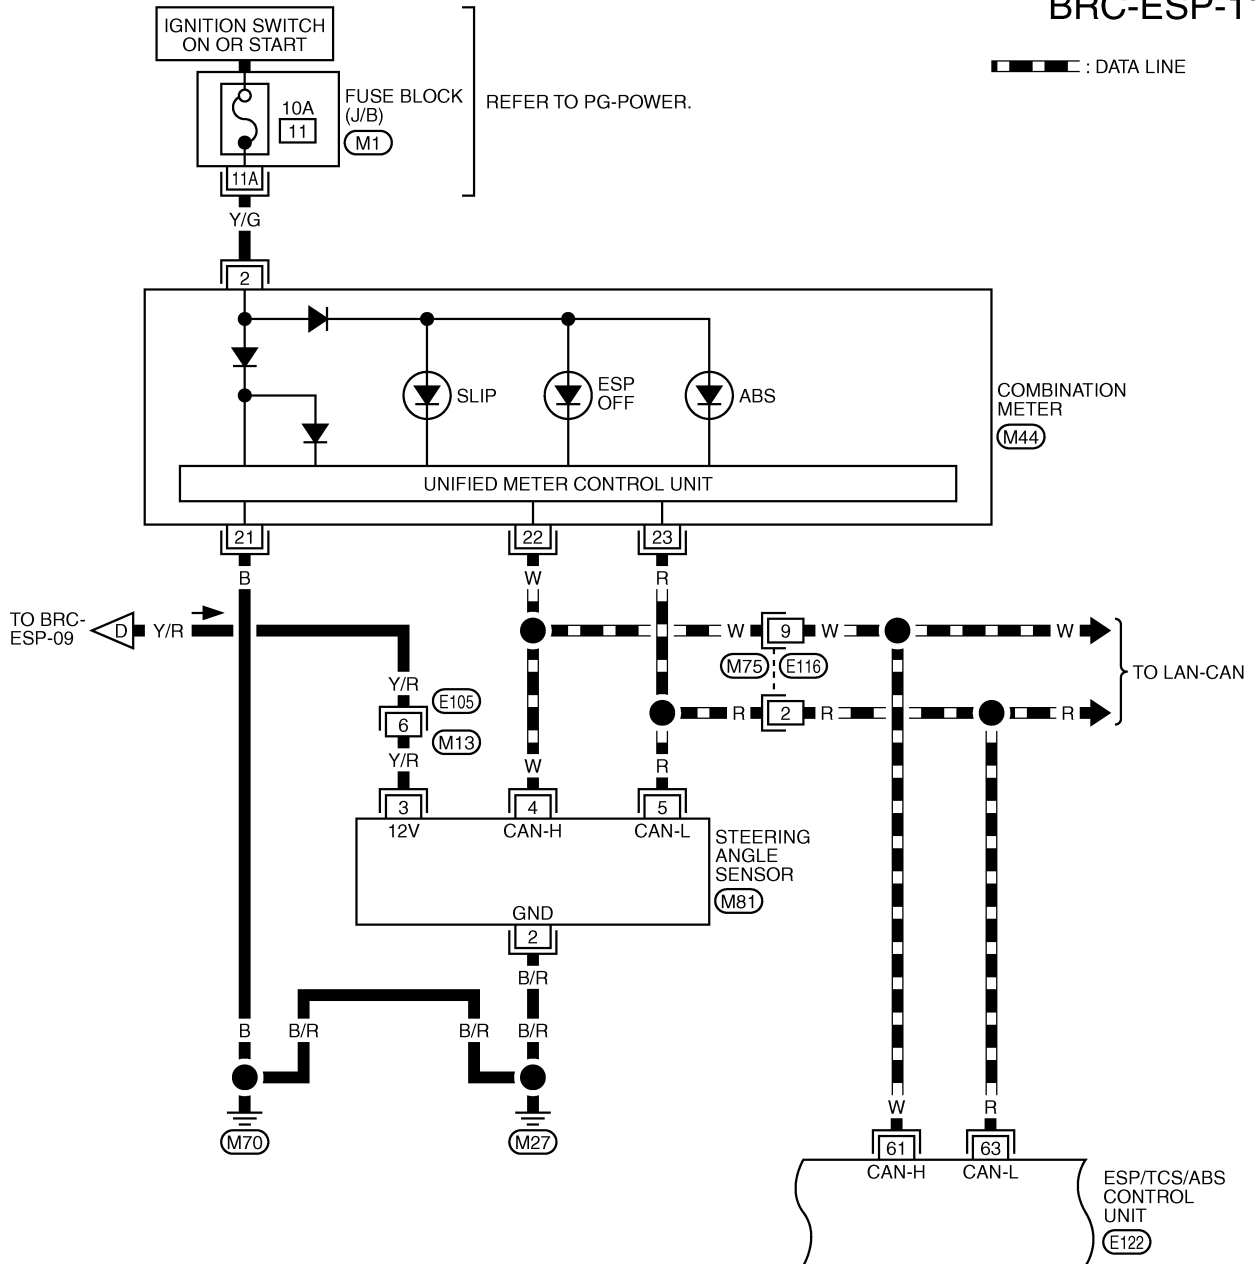 BRC-ESP-11
IGNITION SWITCH
ON OR START
: DATA LINE
10A
11
FUSE BLOCK
(J/B)
M1
REFER TO PG-POWER.
11A
Y/G
2
SLIP
ESP
OFF
ABS
COMBINATION
METER
M44
UNIFIED METER CONTROL UNIT
21
22
23
B
W
R
TO BRC-
ESP-09
D
Y/R
W
9
W
W
M75
E116
TO LAN-CAN
Y/R
E105
R
2
R
R
6
M13
Y/R
W
R
3
4
5
12V
CAN-H
CAN-L
STEERING
ANGLE
SENSOR
M81
GND
2
B/R
B
B/R
B/R
B/R
M70
M27
W
R
61
63
CAN-H
CAN-L
ESP/TCS/ABS
CONTROL
UNIT
E122